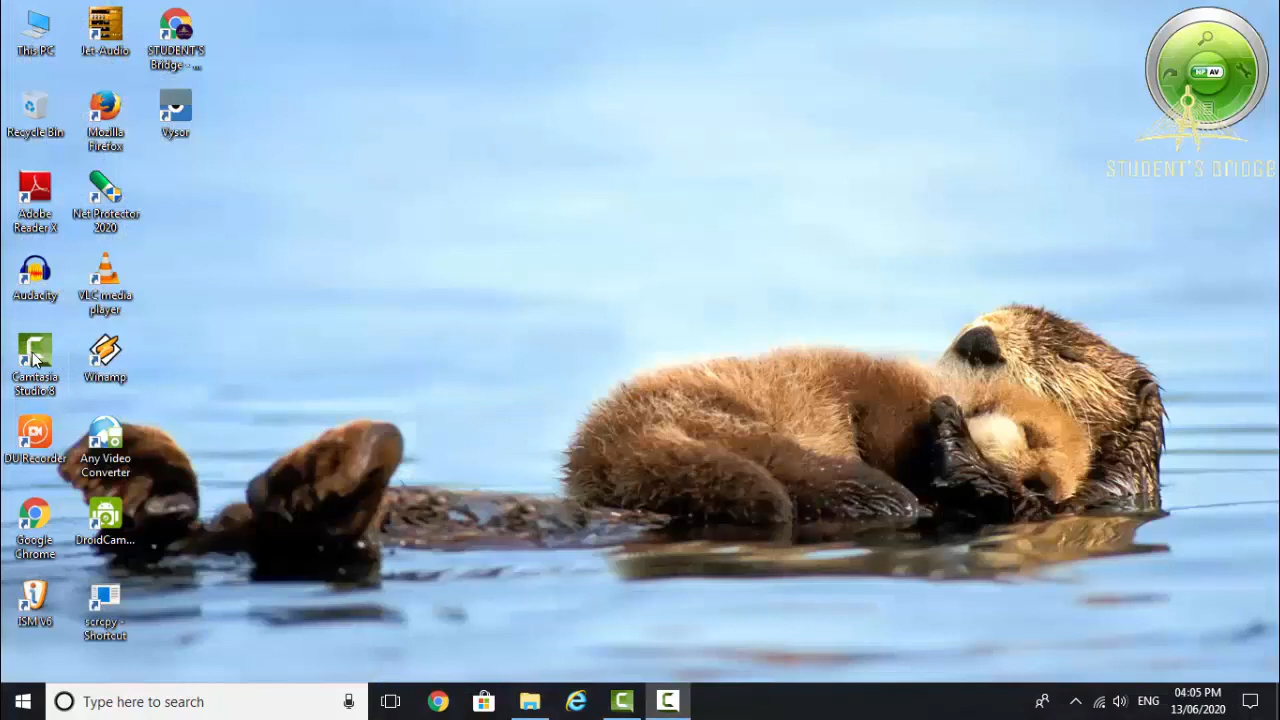 This PC
Jet-Audio
STUDENT'S
Bridge - ...
Recycle Bin
Mozilla
Firefox
Vysor
Adobe
Reader X
Net Protector
2020
Audacity
VLC media
player
Camtasia
Studio 8
Winamp
DU Recorder
Any Video
Converter
Google
Chrome
DroidCam...
ISM V6
scrcpy -
Shortcut
NP AV
STUDENT'S BRIDGE
Type here to search
ENG
04:05 PM
13/06/2020